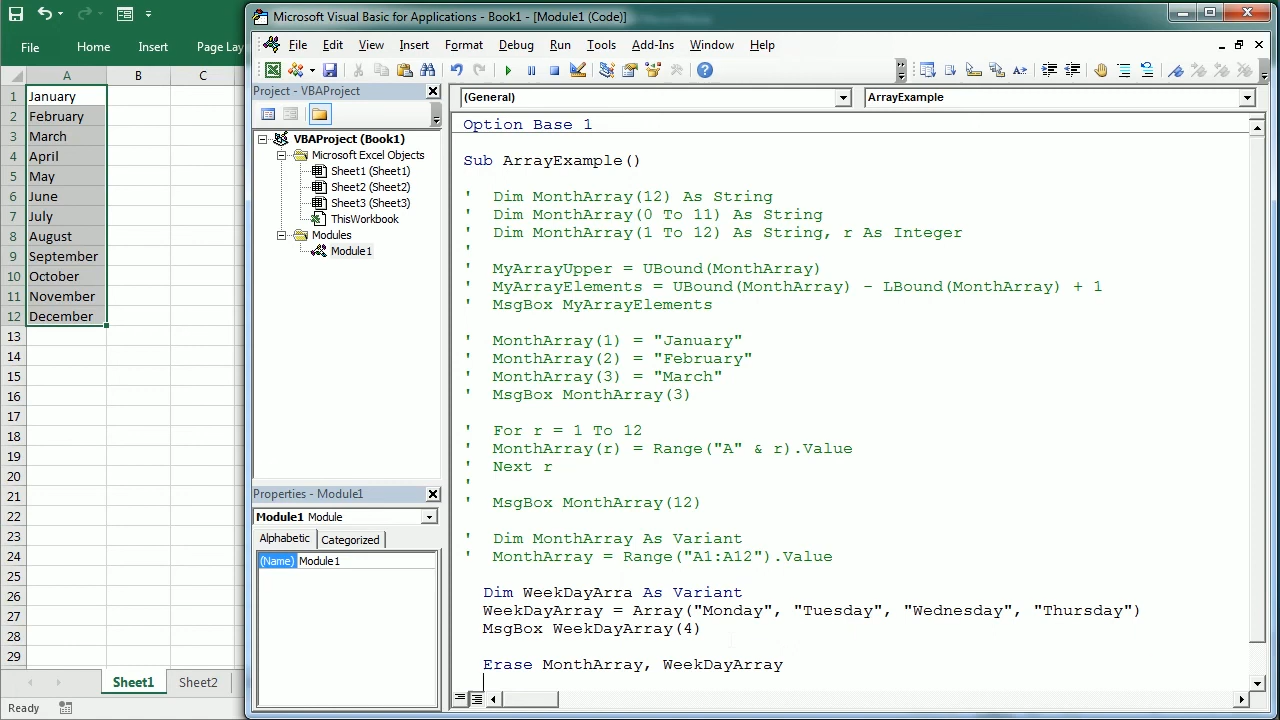 Microsoft Visual Basic for Applications - Book1 - [Module1 (Code)]
File Home Insert Page Lay
File Edit View Insert Format Debug Run Tools Add-Ins Window Help
Project - VBAProject
(General)
ArrayExample
VBAProject (Book1)
Microsoft Excel Objects
Sheet1 (Sheet1)
Sheet2 (Sheet2)
Sheet3 (Sheet3)
ThisWorkbook
Modules
Module1
Properties - Module1
Module1 Module
Alphabetic Categorized
(Name) Module1
A B C
1 January
2 February
3 March
4 April
5 May
6 June
7 July
8 August
9 September
10 October
11 November
12 December
13
14
15
16
17
18
19
20
21
22
23
24
25
26
27
28
29
Sheet1 Sheet2
Ready
Option Base 1
Sub ArrayExample()
' Dim MonthArray(12) As String
' Dim MonthArray(0 To 11) As String
' Dim MonthArray(1 To 12) As String, r As Integer
'
' MyArrayUpper = UBound(MonthArray)
' MyArrayElements = UBound(MonthArray) - LBound(MonthArray) + 1
' MsgBox MyArrayElements
' MonthArray(1) = "January"
' MonthArray(2) = "February"
' MonthArray(3) = "March"
' MsgBox MonthArray(3)
' For r = 1 To 12
' MonthArray(r) = Range("A" & r).Value
' Next r
'
' MsgBox MonthArray(12)
' Dim MonthArray As Variant
' MonthArray = Range("A1:A12").Value
Dim WeekDayArra As Variant
WeekDayArray = Array("Monday", "Tuesday", "Wednesday", "Thursday")
MsgBox WeekDayArray(4)
Erase MonthArray, WeekDayArray